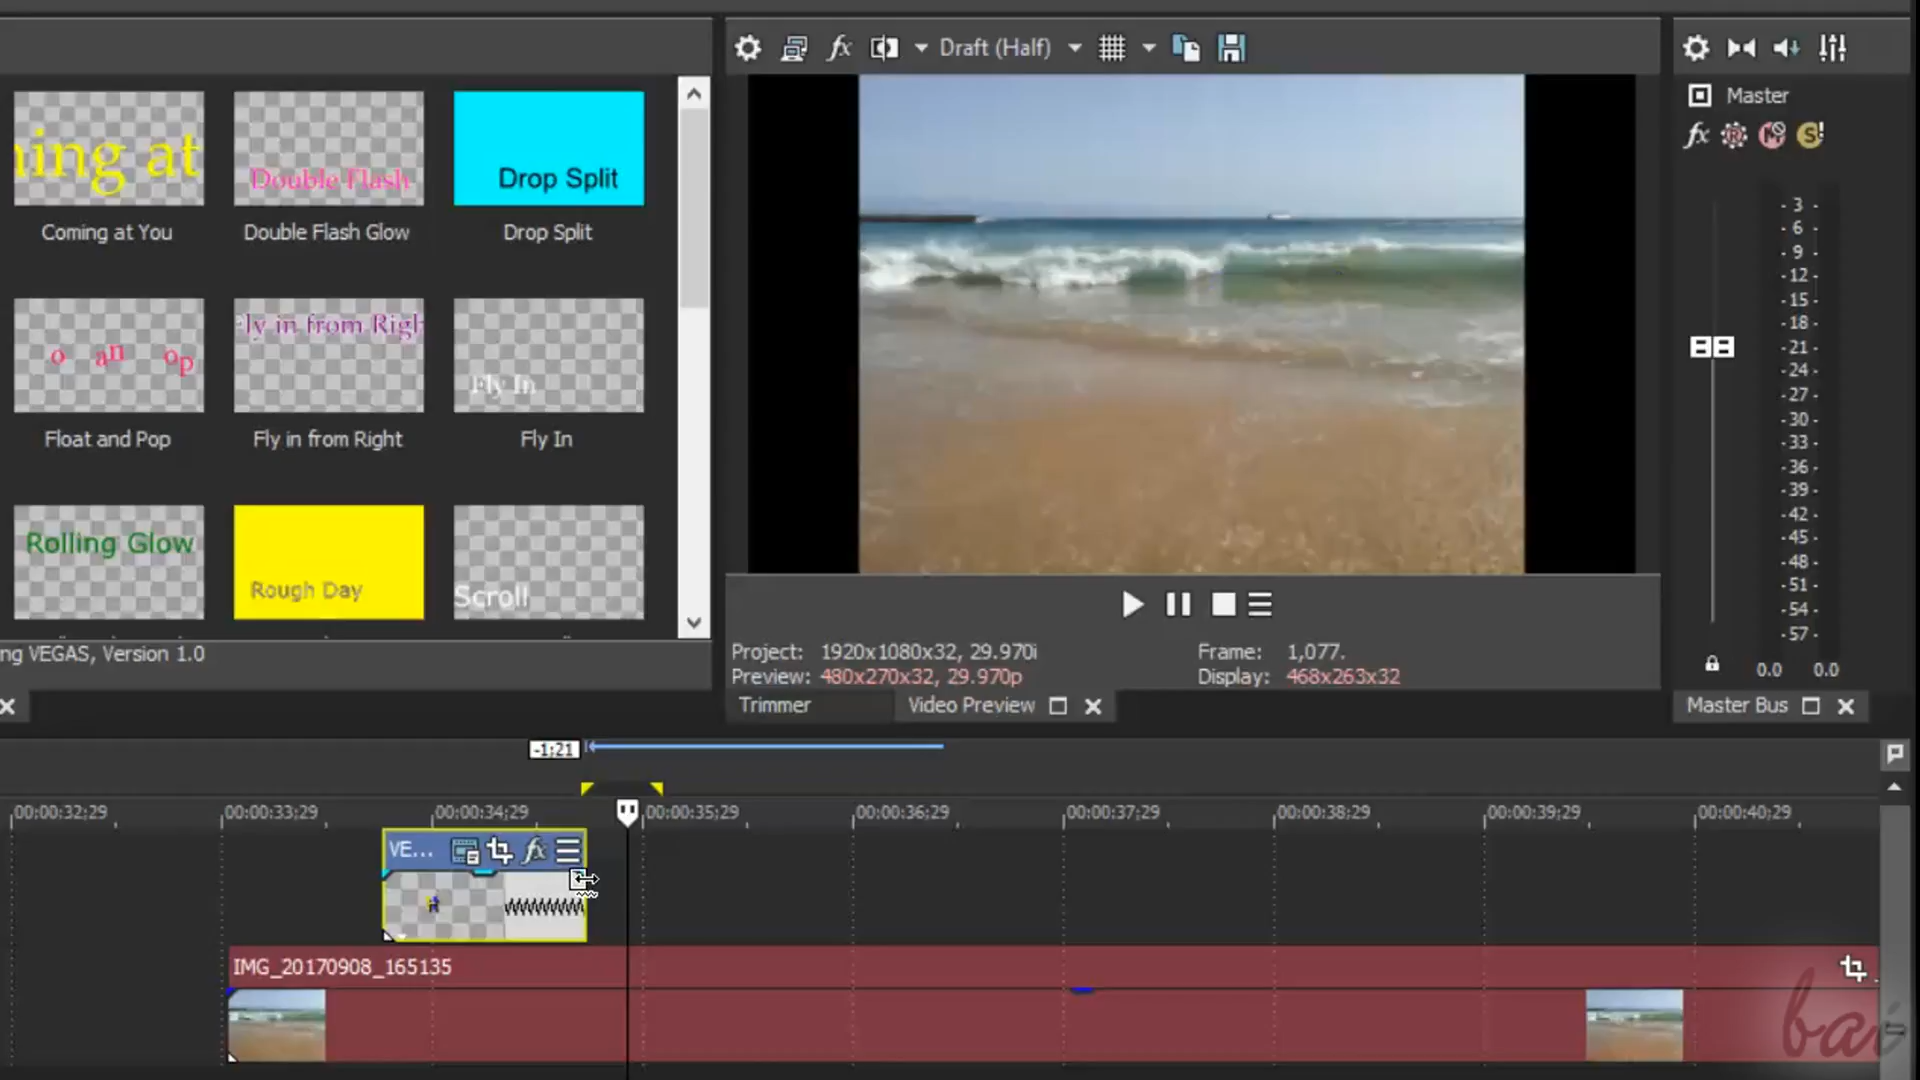 Draft (Half)
Master
ning at
Double Flash
Drop Split
Coming at You
Double Flash Glow
Drop Split
o an op
ly in from Righ
Fly In
Float and Pop
Fly in from Right
Fly In
Rolling Glow
Rough Day
Scroll
ng VEGAS, Version 1.0
- 3 -
- 6 -
- 9 -
-12-
-15-
-18-
-21-
-24-
-27-
-30-
-33-
-36-
-39-
-42-
-45-
-48-
-51-
-54-
-57-
0.0 0.0
Project: 1920x1080x32, 29.970i
Frame: 1,077.
Preview: 480x270x32, 29.970p
Display: 468x263x32
Trimmer
Video Preview
Master Bus
-1;21
00:00:32;29 00:00:33;29 00:00:34;29 00:00:35;29 00:00:36;29 00:00:37;29 00:00:38;29 00:00:39;29 00:00:40;29
VE...
IMG_20170908_165135
bai